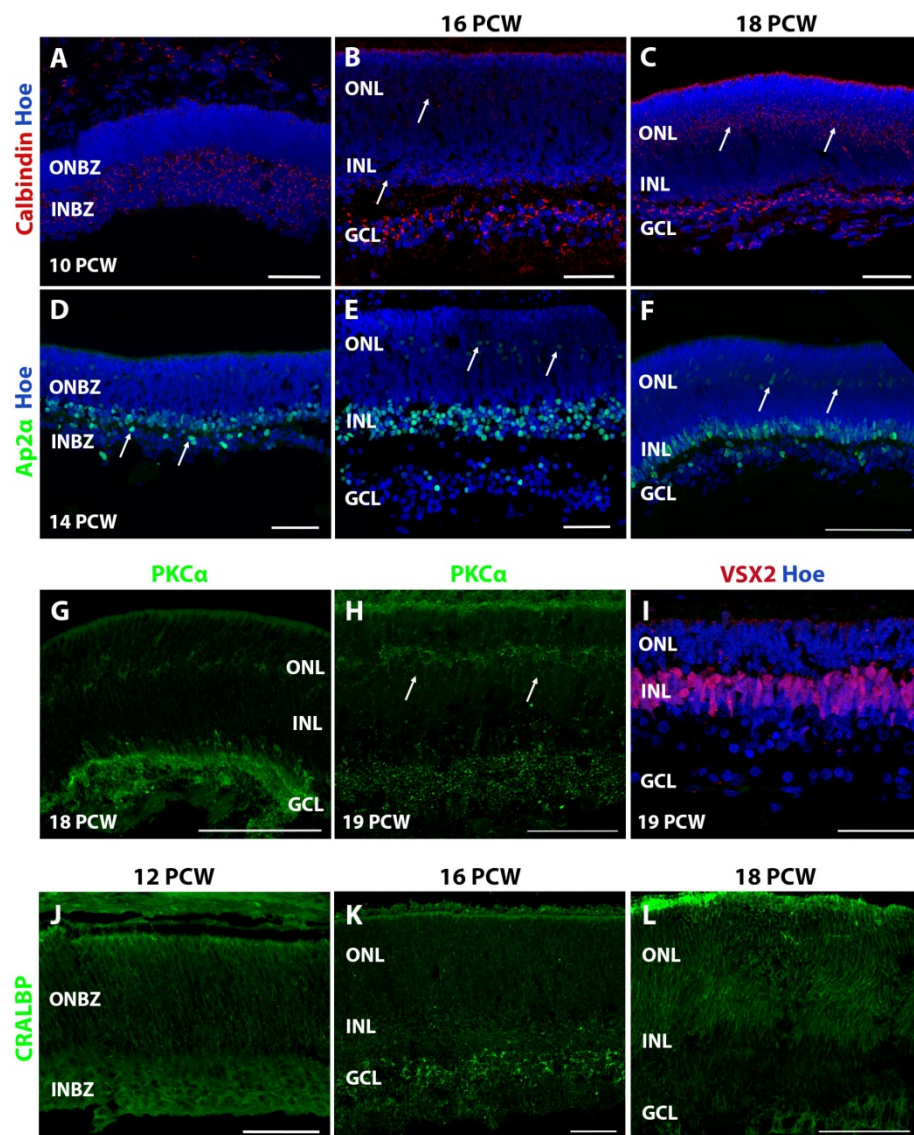 16 PCW
18 PCW
Calbindin Hoe
A
ONBZ
INBZ
10 PCW
B
ONL
INL
GCL
C
ONL
INL
GCL
Ap2α Hoe
D
ONBZ
INBZ
14 PCW
E
ONL
INL
GCL
F
ONL
INL
GCL
PKCα
PKCα
VSX2 Hoe
G
ONL
INL
GCL
18 PCW
H
19 PCW
I
ONL
INL
GCL
19 PCW
12 PCW
16 PCW
18 PCW
CRALBP
J
ONBZ
INBZ
K
ONL
INL
GCL
L
ONL
INL
GCL